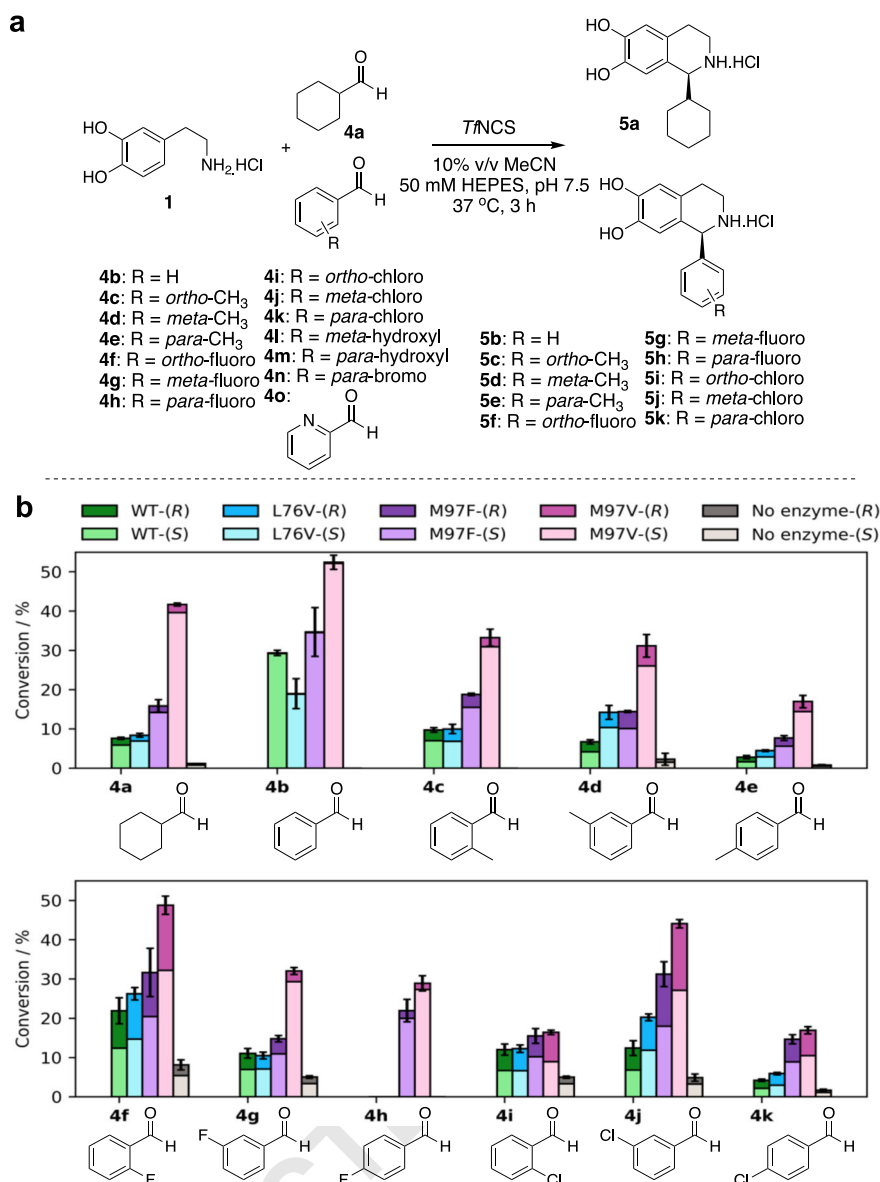 a
HO
HO
NH₂.HCl
1
+
O
H
4a
O
H
R
TfNCS
10% v/v MeCN
50 mM HEPES, pH 7.5
37 °C, 3 h
HO
HO
NH.HCl
5a
HO
HO
NH.HCl
R
4b: R = H
4c: R = ortho-CH₃
4d: R = meta-CH₃
4e: R = para-CH₃
4f: R = ortho-fluoro
4g: R = meta-fluoro
4h: R = para-fluoro
4i: R = ortho-chloro
4j: R = meta-chloro
4k: R = para-chloro
4l: R = meta-hydroxyl
4m: R = para-hydroxyl
4n: R = para-bromo
4o:
N
O
H
5b: R = H
5c: R = ortho-CH₃
5d: R = meta-CH₃
5e: R = para-CH₃
5f: R = ortho-fluoro
5g: R = meta-fluoro
5h: R = para-fluoro
5i: R = ortho-chloro
5j: R = meta-chloro
5k: R = para-chloro
b
WT-(R) L76V-(R) M97F-(R) M97V-(R) No enzyme-(R)
WT-(S) L76V-(S) M97F-(S) M97V-(S) No enzyme-(S)
Conversion / %
50
40
30
20
10
0
4a 4b 4c 4d 4e
O O O O O
H H H H H
Conversion / %
50
40
30
20
10
0
4f 4g 4h 4i 4j 4k
O O O O O O
H H H H H H
F F F Cl Cl Cl